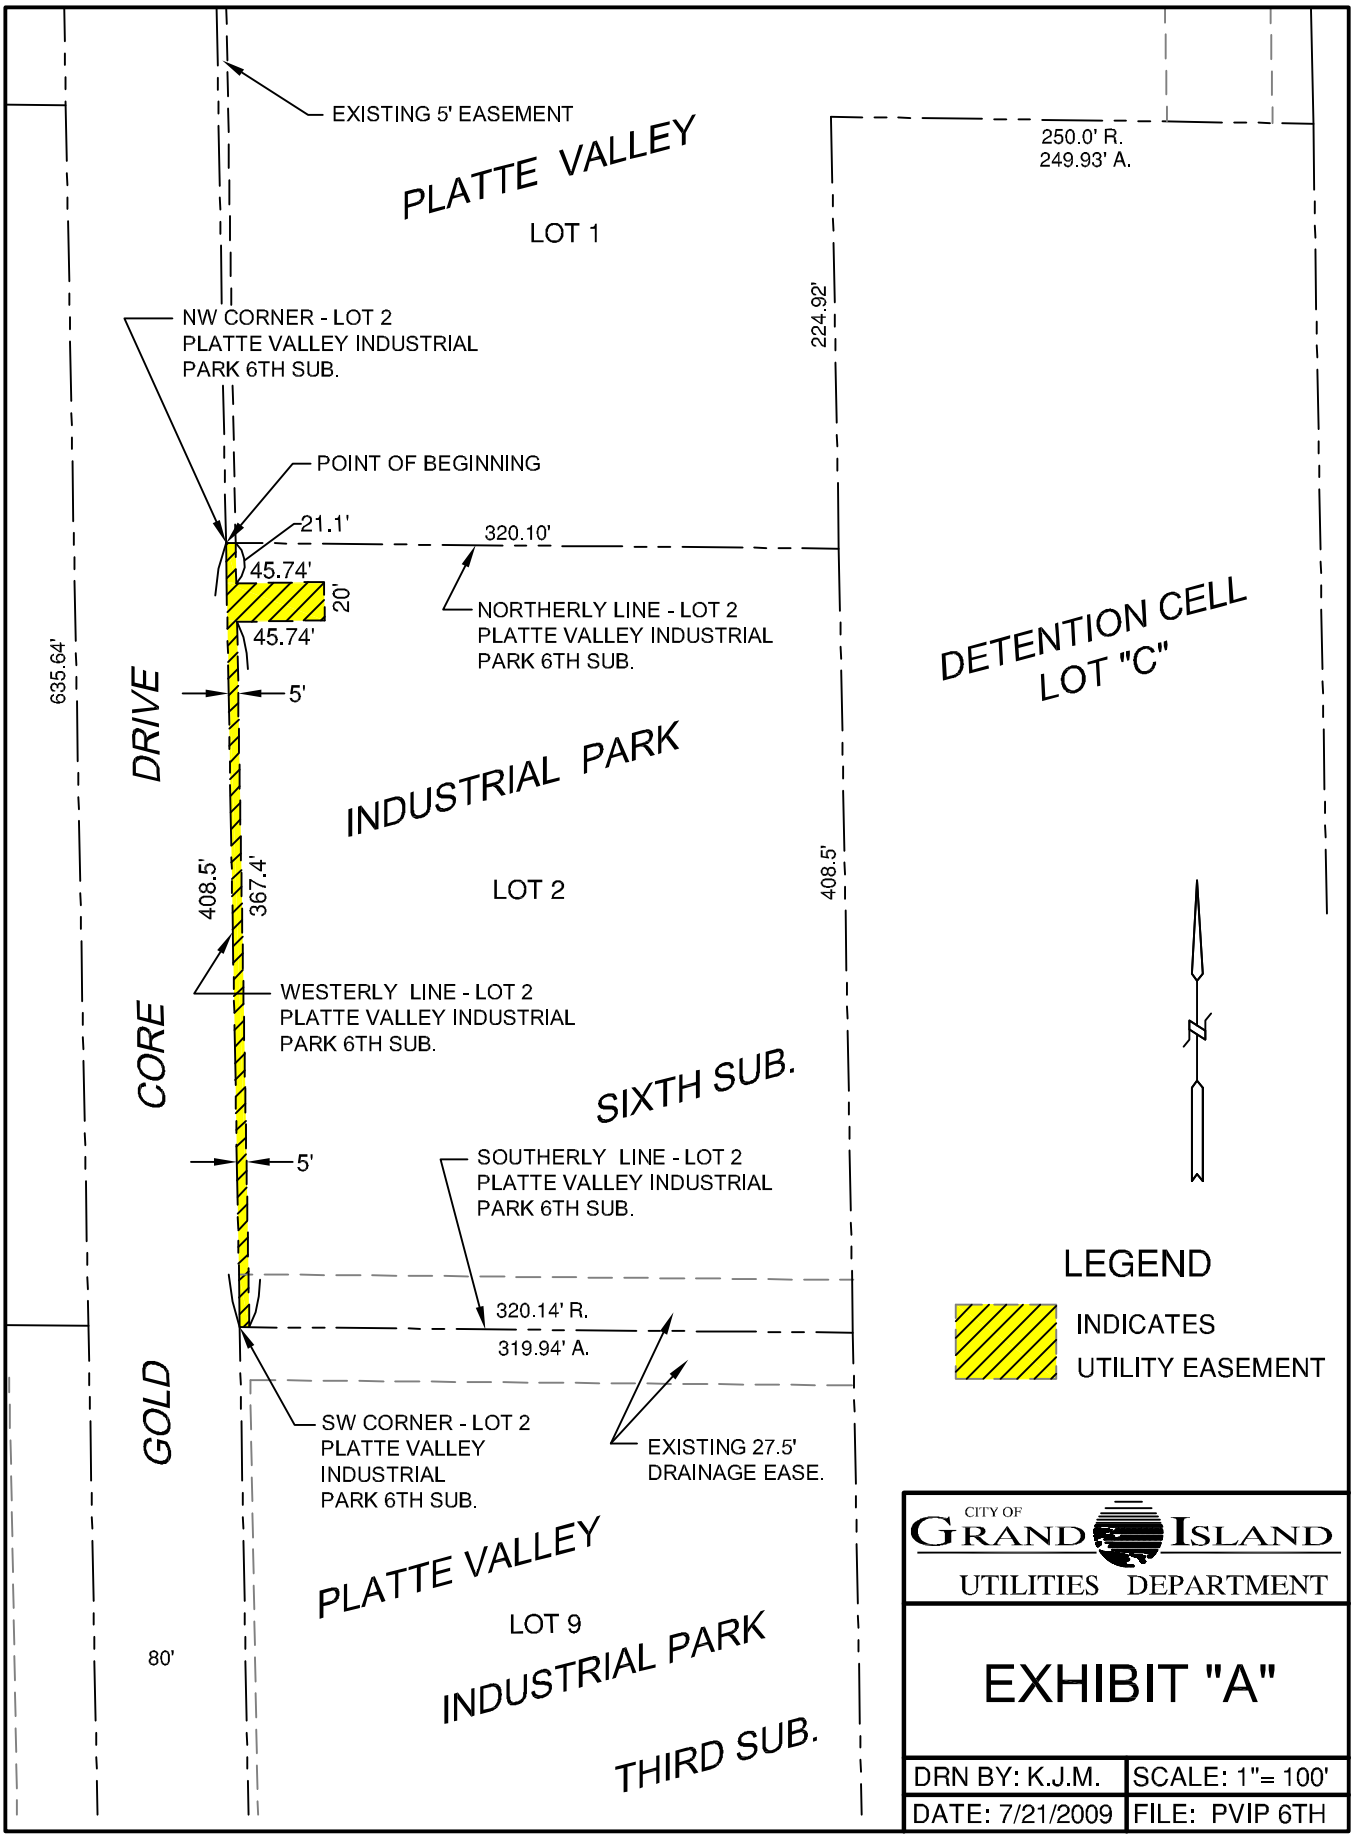 EXISTING 5' EASEMENT
PLATTE VALLEY
LOT 1
250.0' R.
249.93' A.
224.92'
NW CORNER - LOT 2
PLATTE VALLEY INDUSTRIAL
PARK 6TH SUB.
POINT OF BEGINNING
21.1'
320.10'
45.74'
20'
45.74'
NORTHERLY LINE - LOT 2
PLATTE VALLEY INDUSTRIAL
PARK 6TH SUB.
635.64'
5'
DETENTION CELL
LOT "C"
INDUSTRIAL PARK
LOT 2
408.5'
367.4'
408.5'
WESTERLY LINE - LOT 2
PLATTE VALLEY INDUSTRIAL
PARK 6TH SUB.
SIXTH SUB.
5'
SOUTHERLY LINE - LOT 2
PLATTE VALLEY INDUSTRIAL
PARK 6TH SUB.
GOLD CORE DRIVE
320.14' R.
319.94' A.
SW CORNER - LOT 2
PLATTE VALLEY
INDUSTRIAL
PARK 6TH SUB.
EXISTING 27.5'
DRAINAGE EASE.
PLATTE VALLEY
LOT 9
INDUSTRIAL PARK
THIRD SUB.
80'
LEGEND
INDICATES
UTILITY EASEMENT
CITY OF
GRAND ISLAND
UTILITIES DEPARTMENT
EXHIBIT "A"
DRN BY: K.J.M.
SCALE: 1"= 100'
DATE: 7/21/2009
FILE: PVIP 6TH